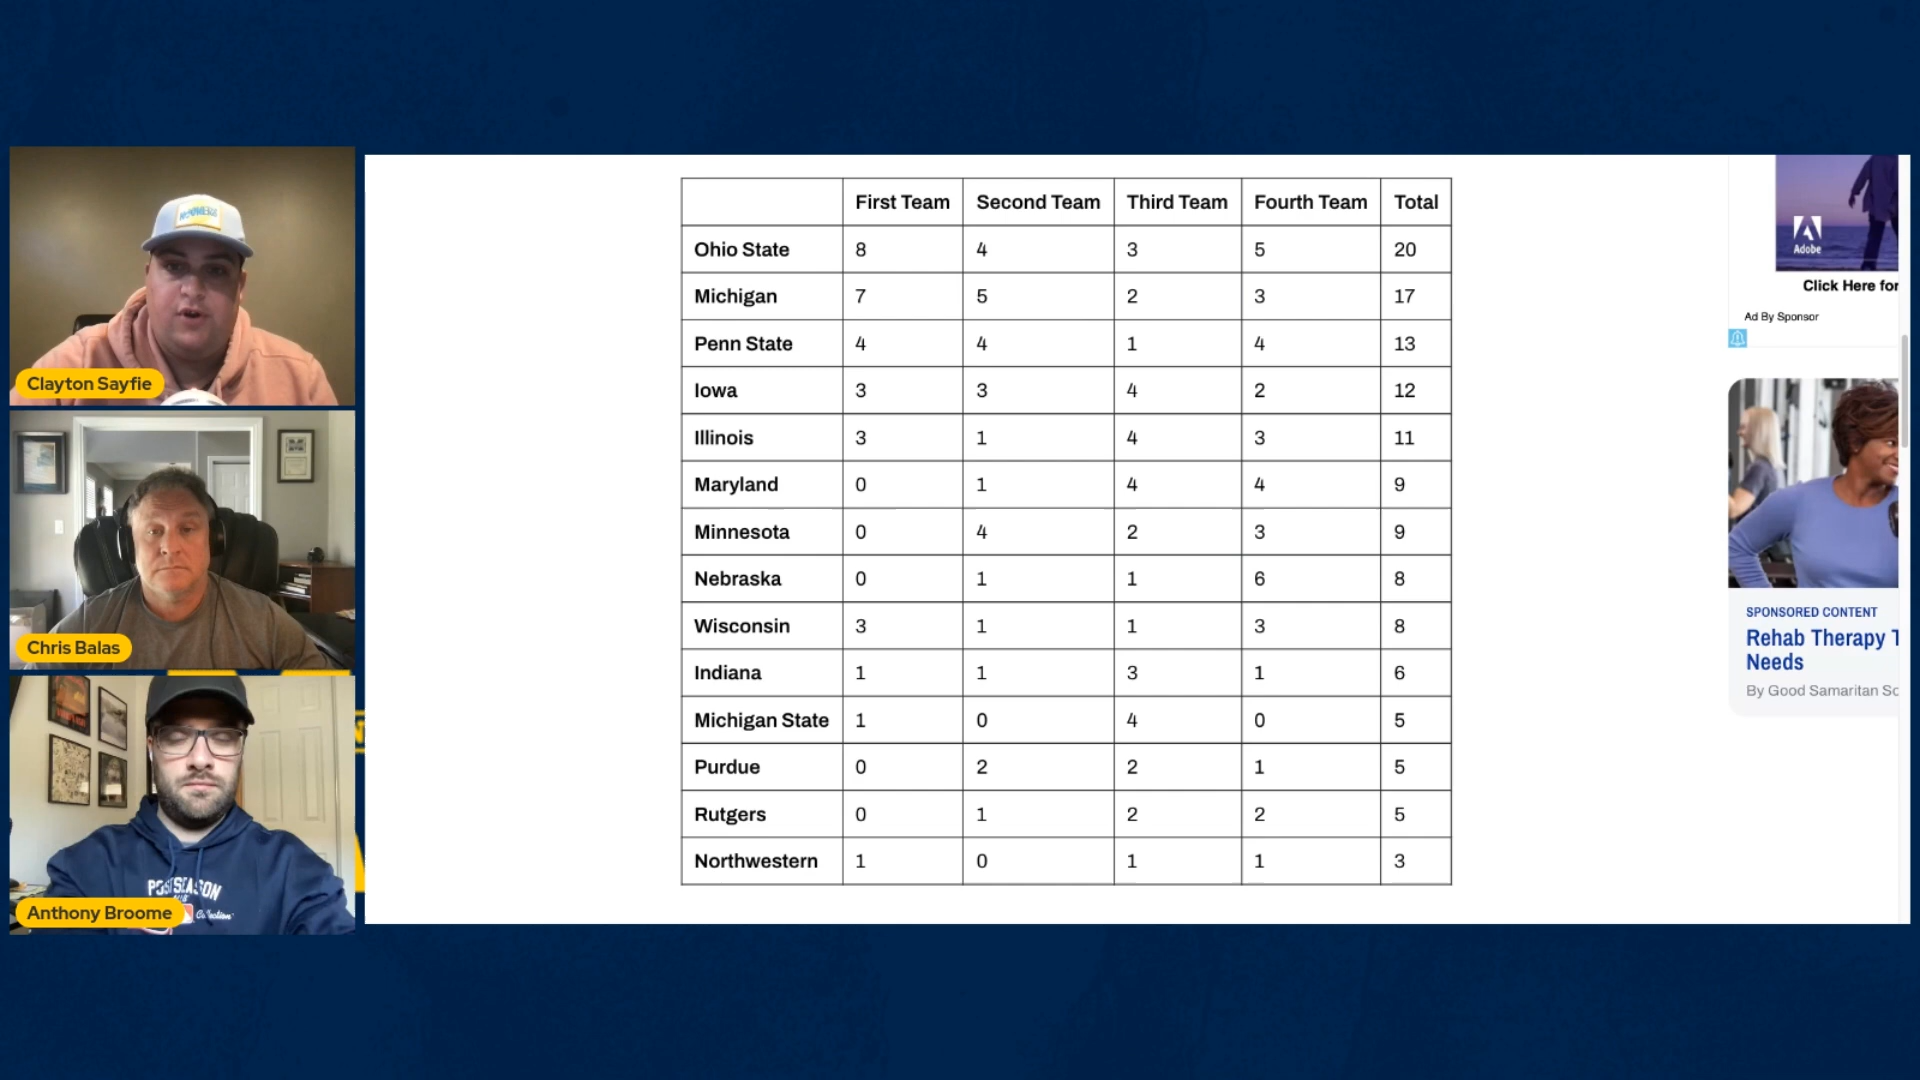 Clayton Sayfie
Chris Balas
POSTSEASON
Collection
Anthony Broome
First Team Second Team Third Team Fourth Team Total
Ohio State 8 4 3 5 20
Michigan 7 5 2 3 17
Penn State 4 4 1 4 13
Iowa 3 3 4 2 12
Illinois 3 1 4 3 11
Maryland 0 1 4 4 9
Minnesota 0 4 2 3 9
Nebraska 0 1 1 6 8
Wisconsin 3 1 1 3 8
Indiana 1 1 3 1 6
Michigan State 1 0 4 0 5
Purdue 0 2 2 1 5
Rutgers 0 1 2 2 5
Northwestern 1 0 1 1 3
Adobe
Click Here for
Ad By Sponsor
SPONSORED CONTENT
Rehab Therapy T
Needs
By Good Samaritan So